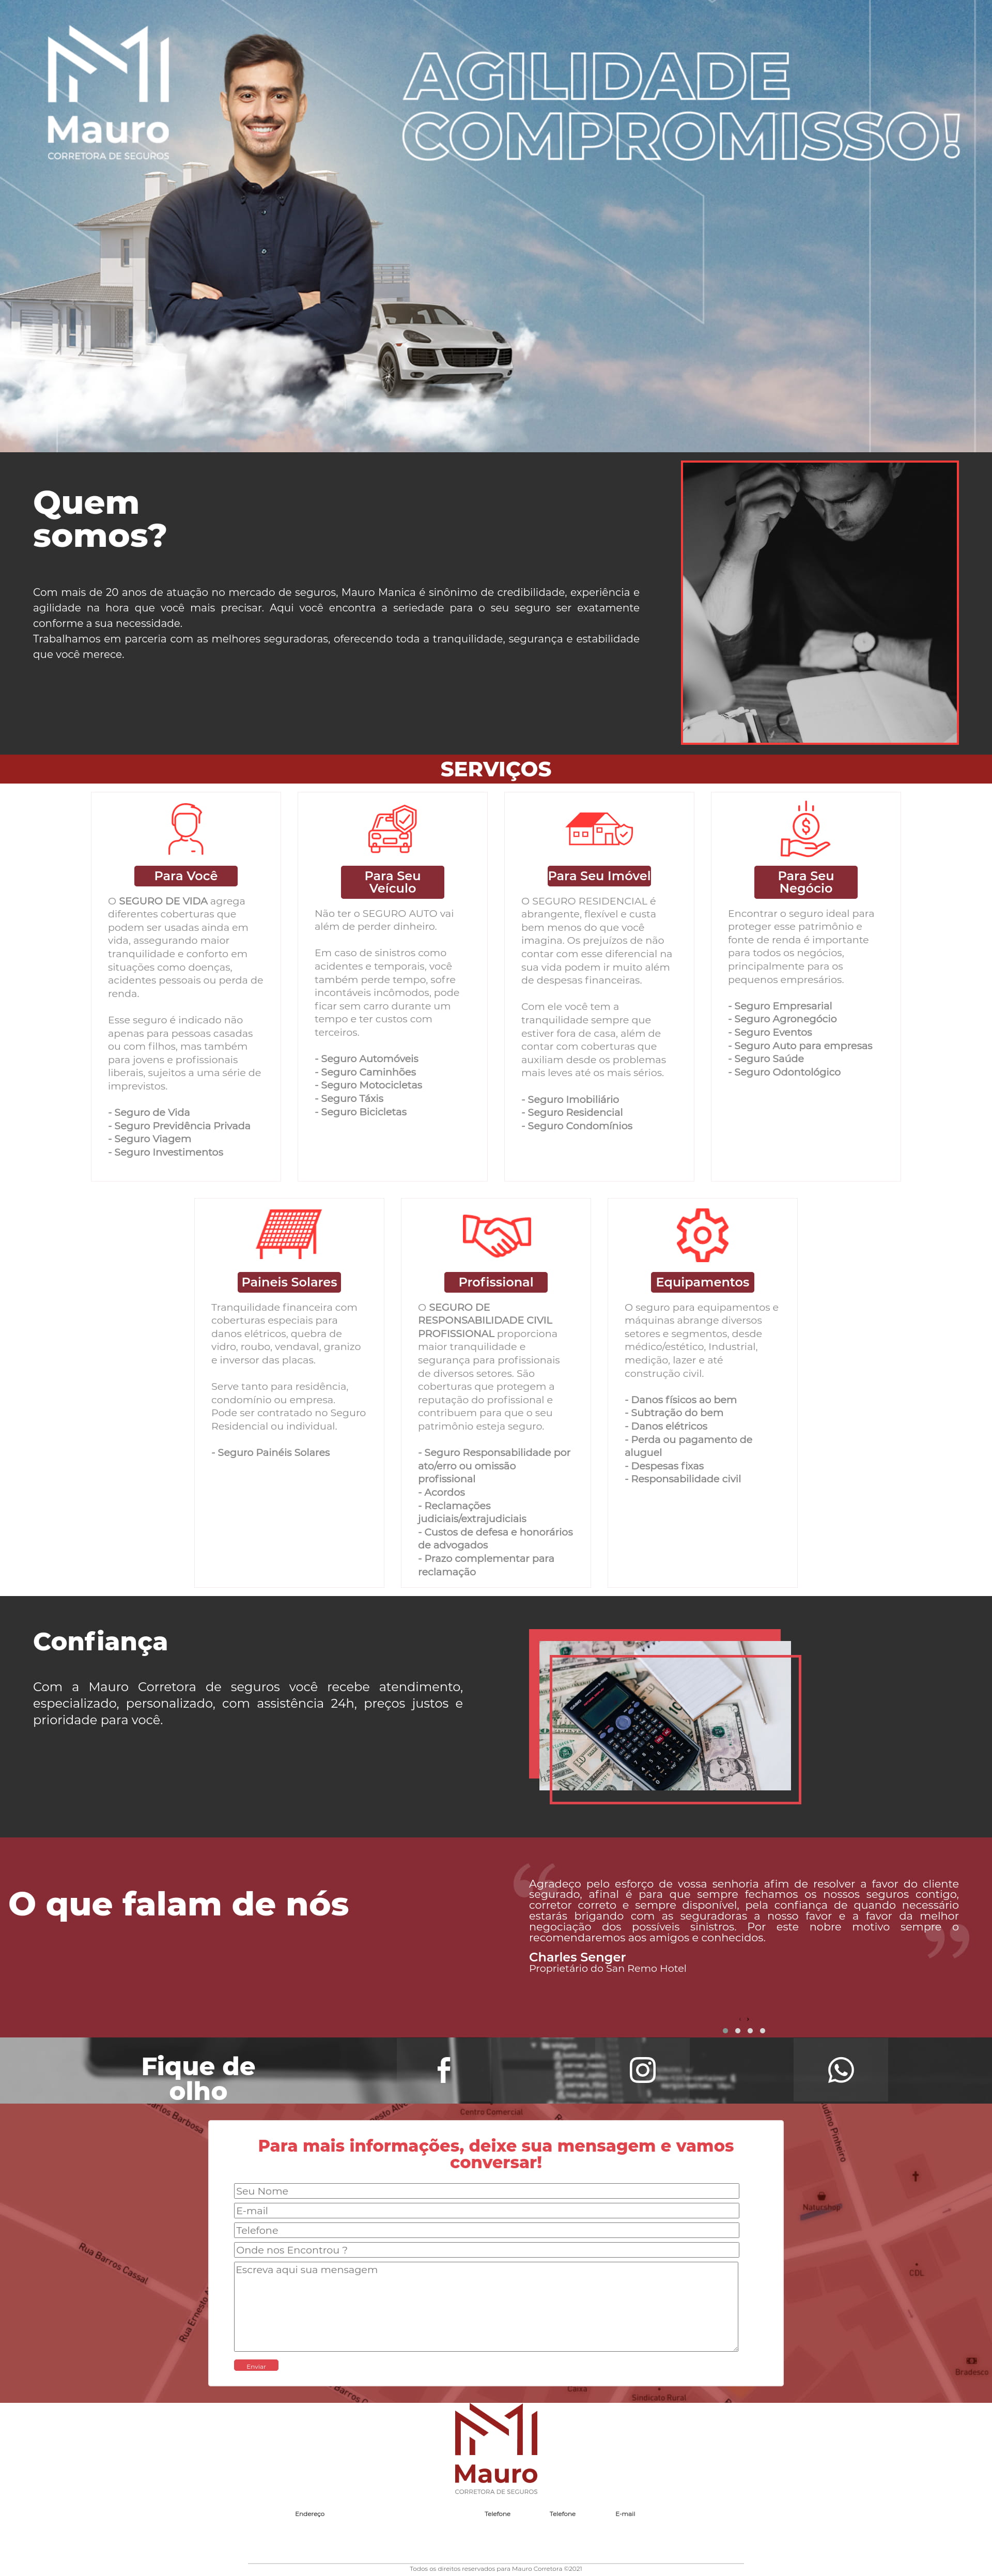 Mauro
CORRETORA DE SEGUROS
AGILIDADE
COMPROMISSO!
Quem
somos?
Com mais de 20 anos de atuação no mercado de seguros, Mauro Manica é sinônimo de credibilidade, experiência e
agilidade na hora que você mais precisar. Aqui você encontra a seriedade para o seu seguro ser exatamente
conforme a sua necessidade.
Trabalhamos em parceria com as melhores seguradoras, oferecendo toda a tranquilidade, segurança e estabilidade
que você merece.
SERVIÇOS
Para Você
O SEGURO DE VIDA agrega
diferentes coberturas que
podem ser usadas ainda em
vida, assegurando maior
tranquilidade e conforto em
situações como doenças,
acidentes pessoais ou perda de
renda.
Esse seguro é indicado não
apenas para pessoas casadas
ou com filhos, mas também
para jovens e profissionais
liberais, sujeitos a uma série de
imprevistos.
- Seguro de Vida
- Seguro Previdência Privada
- Seguro Viagem
- Seguro Investimentos
Para Seu
Veículo
Não ter o SEGURO AUTO vai
além de perder dinheiro.
Em caso de sinistros como
acidentes e temporais, você
também perde tempo, sofre
incontáveis incômodos, pode
ficar sem carro durante um
tempo e ter custos com
terceiros.
- Seguro Automóveis
- Seguro Caminhões
- Seguro Motocicletas
- Seguro Táxis
- Seguro Bicicletas
Para Seu Imóvel
O SEGURO RESIDENCIAL é
abrangente, flexível e custa
bem menos do que você
imagina. Os prejuízos de não
contar com esse diferencial na
sua vida podem ir muito além
de despesas financeiras.
Com ele você tem a
tranquilidade sempre que
estiver fora de casa, além de
contar com coberturas que
auxiliam desde os problemas
mais leves até os mais sérios.
- Seguro Imobiliário
- Seguro Residencial
- Seguro Condomínios
Para Seu
Negócio
Encontrar o seguro ideal para
proteger esse patrimônio e
fonte de renda é importante
para todos os negócios,
principalmente para os
pequenos empresários.
- Seguro Empresarial
- Seguro Agronegócio
- Seguro Eventos
- Seguro Auto para empresas
- Seguro Saúde
- Seguro Odontológico
Paineis Solares
Tranquilidade financeira com
coberturas especiais para
danos elétricos, quebra de
vidro, roubo, vendaval, granizo
e inversor das placas.
Serve tanto para residência,
condomínio ou empresa.
Pode ser contratado no Seguro
Residencial ou individual.
- Seguro Painéis Solares
Profissional
O SEGURO DE
RESPONSABILIDADE CIVIL
PROFISSIONAL proporciona
maior tranquilidade e
segurança para profissionais
de diversos setores. São
coberturas que protegem a
reputação do profissional e
contribuem para que o seu
patrimônio esteja seguro.
- Seguro Responsabilidade por
ato/erro ou omissão
profissional
- Acordos
- Reclamações
judiciais/extrajudiciais
- Custos de defesa e honorários
de advogados
- Prazo complementar para
reclamação
Equipamentos
O seguro para equipamentos e
máquinas abrange diversos
setores e segmentos, desde
médico/estético, Industrial,
medição, lazer e até
construção civil.
- Danos físicos ao bem
- Subtração do bem
- Danos elétricos
- Perda ou pagamento de
aluguel
- Despesas fixas
- Responsabilidade civil
Confiança
Com a Mauro Corretora de seguros você recebe atendimento,
especializado, personalizado, com assistência 24h, preços justos e
prioridade para você.
O que falam de nós
Agradeço pelo esforço de vossa senhoria afim de resolver a favor do cliente
segurado, afinal é para que sempre fechamos os nossos seguros contigo,
corretor correto e sempre disponível, pela confiança de quando necessário
estarás brigando com as seguradoras a nosso favor e a favor da melhor
negociação dos possíveis sinistros. Por este nobre motivo sempre o
recomendaremos aos amigos e conhecidos.
Charles Senger
Proprietário do San Remo Hotel
Fique de
olho
Centro Comercial
Para mais informações, deixe sua mensagem e vamos
conversar!
Seu Nome
E-mail
Telefone
Onde nos Encontrou ?
Escreva aqui sua mensagem
Enviar
Rua Barros Cassal
CDL
Bradesco
Caixa
Sindicato Rural
Mauro
CORRETORA DE SEGUROS
Endereço
Telefone
Telefone
E-mail
Todos os direitos reservados para Mauro Corretora ©2021